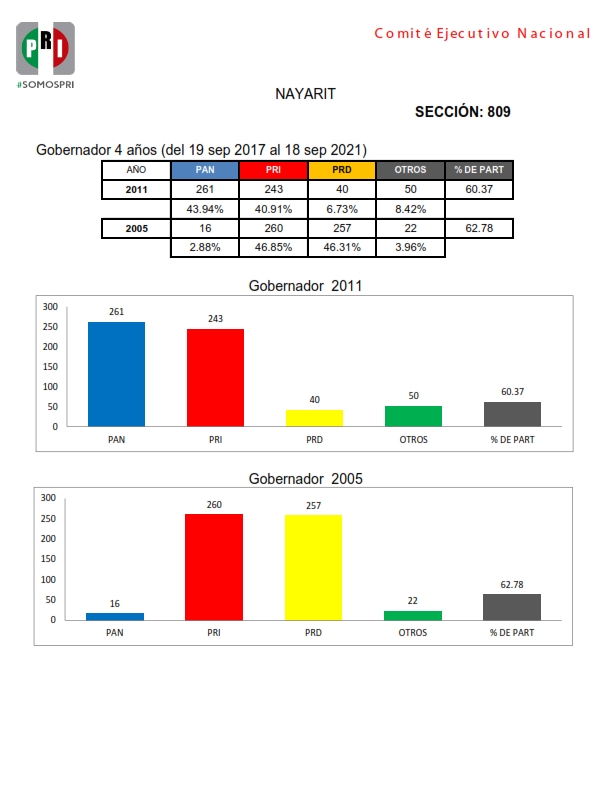 Comité Ejecutivo Nacional
PRI
#SOMOSPRI
NAYARIT
SECCIÓN: 809
Gobernador 4 años (del 19 sep 2017 al 18 sep 2021)
AÑO PAN PRI PRD OTROS % DE PART
2011 261 243 40 50 60.37
43.94% 40.91% 6.73% 8.42%
2005 16 260 257 22 62.78
2.88% 46.85% 46.31% 3.96%
Gobernador 2011
300
250
200
150
100
50
0
261 243 40 50 60.37
PAN PRI PRD OTROS % DE PART
Gobernador 2005
300
250
200
150
100
50
0
16 260 257 22 62.78
PAN PRI PRD OTROS % DE PART